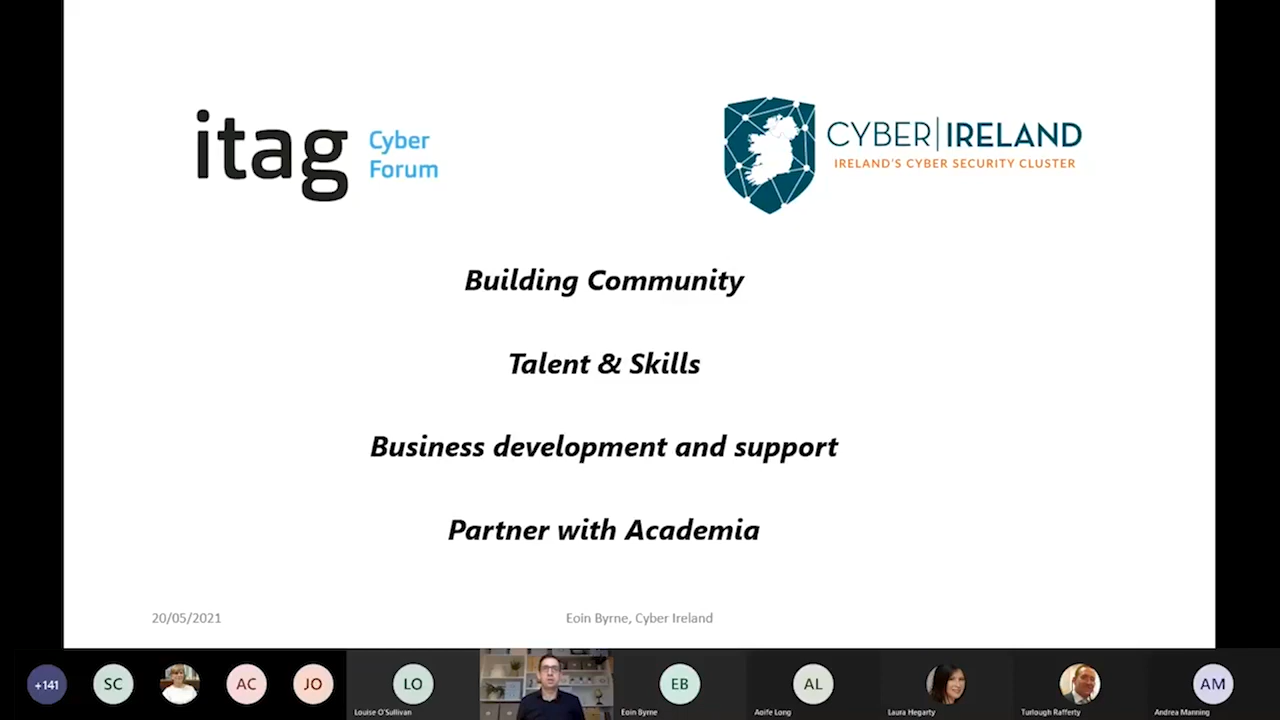 itag
Cyber
Forum
CYBER|IRELAND
IRELAND'S CYBER SECURITY CLUSTER
Building Community
Talent & Skills
Business development and support
Partner with Academia
20/05/2021
Eoin Byrne, Cyber Ireland
+141
SC
AC
JO
LO
EB
AL
AM
Louise O'Sullivan
Eoin Byrne
Aoife Long
Laura Hegarty
Turlough Rafferty
Andrea Manning